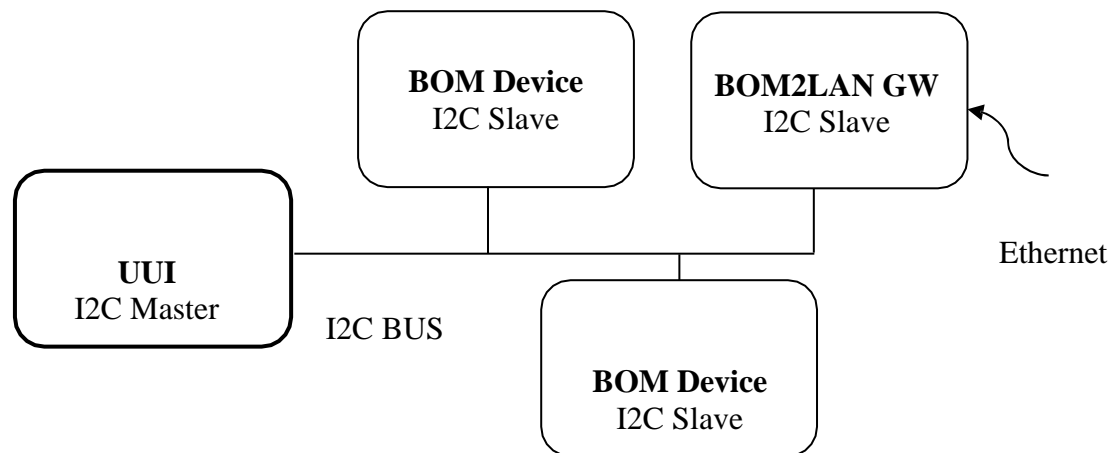 BOM Device
I2C Slave
BOM2LAN GW
I2C Slave
UUI
I2C Master
I2C BUS
Ethernet
BOM Device
I2C Slave